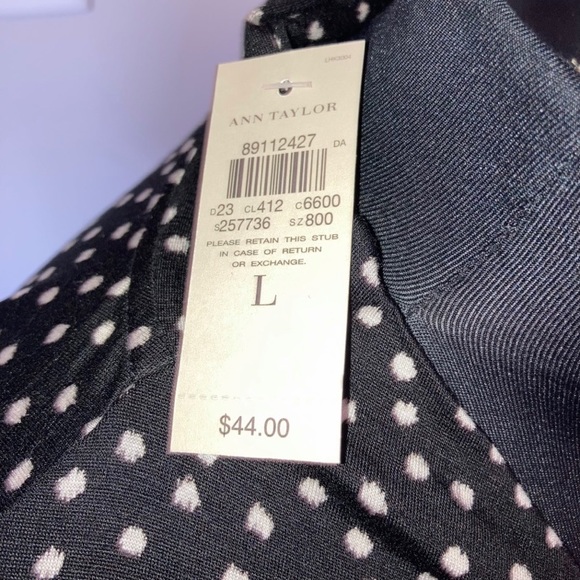 ANN TAYLOR
89112427 DA
D23 CL412 C6600
S257736 SZ800
PLEASE RETAIN THIS STUB
IN CASE OF RETURN
OR EXCHANGE.
L
$44.00